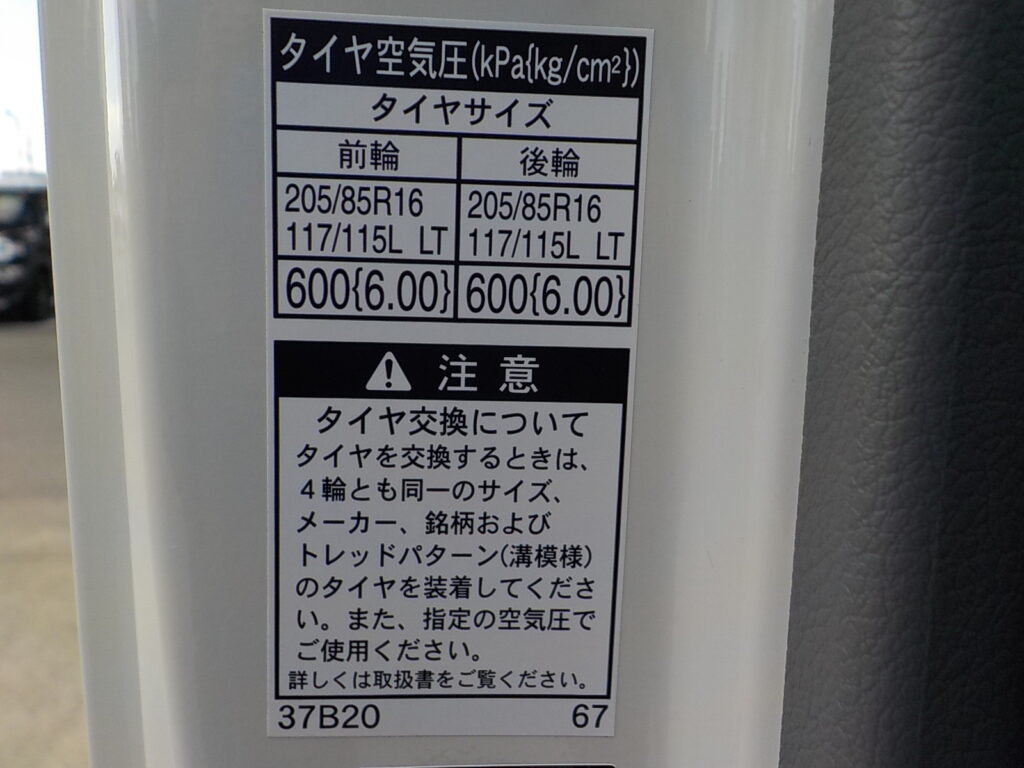 タイヤ空気圧(kPa{kg/cm²})
タイヤサイズ
前輪 後輪
205/85R16 205/85R16
117/115L LT 117/115L LT
600{6.00} 600{6.00}
注意
タイヤ交換について
タイヤを交換するときは、
4輪とも同一のサイズ、
メーカー、銘柄および
トレッドパターン(溝模様)
のタイヤを装着してくださ
い。また、指定の空気圧で
ご使用ください。
詳しくは取扱書をご覧ください。
37B20 67